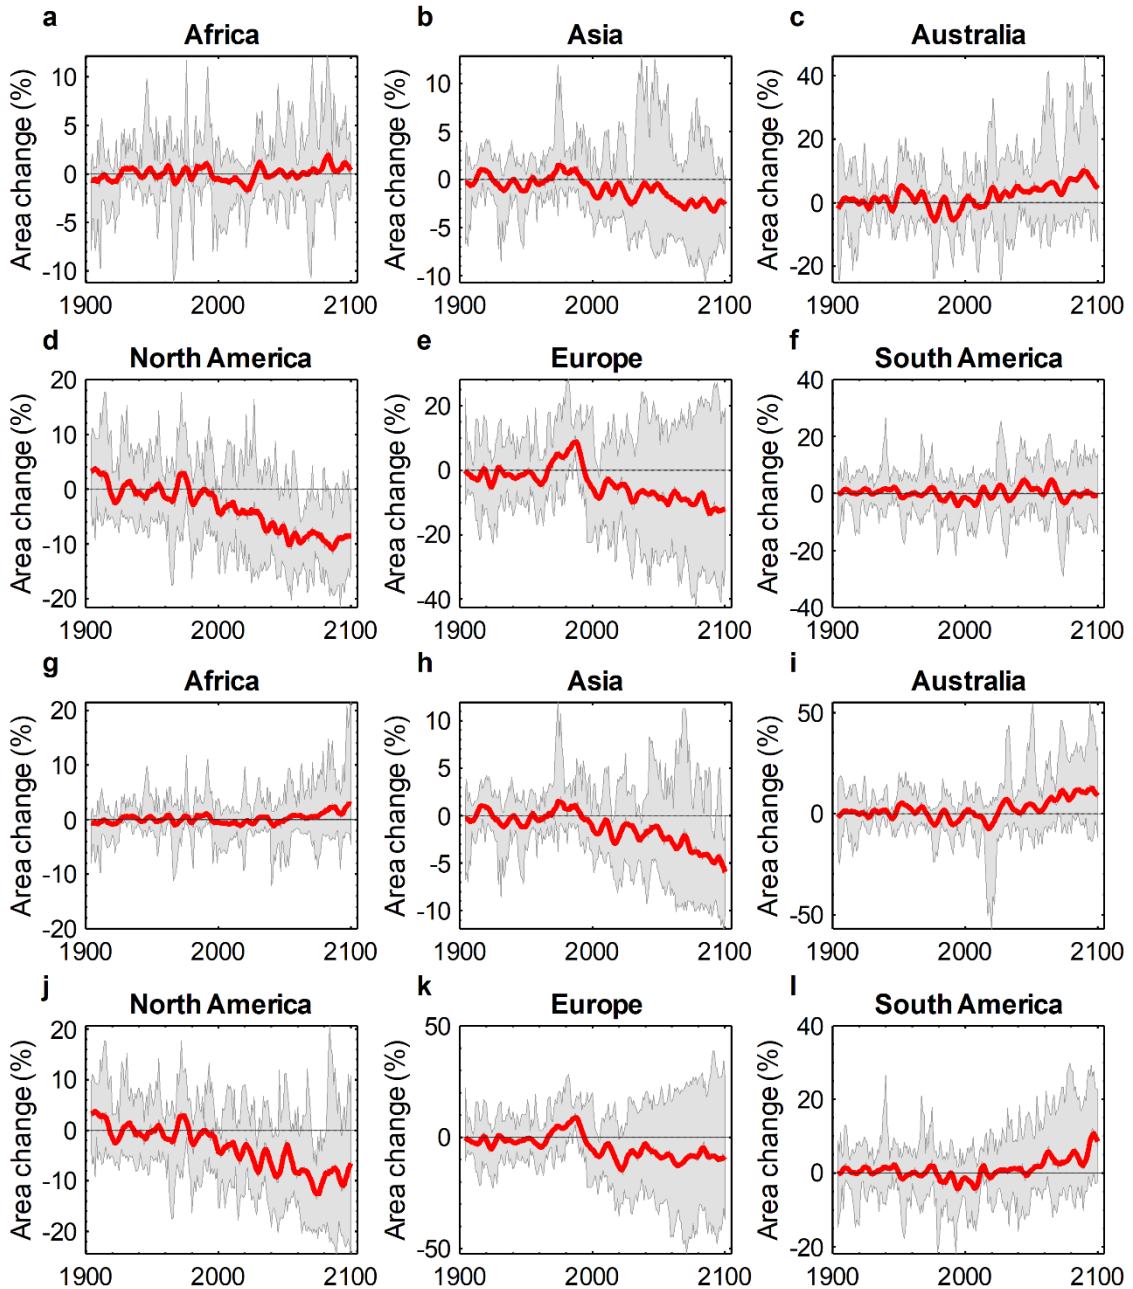 a Africa
b Asia
c Australia
Area change (%)
10
5
0
-5
-10
1900 2000 2100
Area change (%)
10
5
0
-5
-10
1900 2000 2100
Area change (%)
40
20
0
-20
1900 2000 2100
d North America
e Europe
f South America
Area change (%)
20
10
0
-10
-20
1900 2000 2100
Area change (%)
20
0
-20
-40
1900 2000 2100
Area change (%)
40
20
0
-20
-40
1900 2000 2100
g Africa
h Asia
i Australia
Area change (%)
20
10
0
-10
-20
1900 2000 2100
Area change (%)
10
5
0
-5
-10
1900 2000 2100
Area change (%)
50
0
-50
1900 2000 2100
j North America
k Europe
l South America
Area change (%)
20
10
0
-10
-20
1900 2000 2100
Area change (%)
50
0
-50
1900 2000 2100
Area change (%)
40
20
0
-20
1900 2000 2100